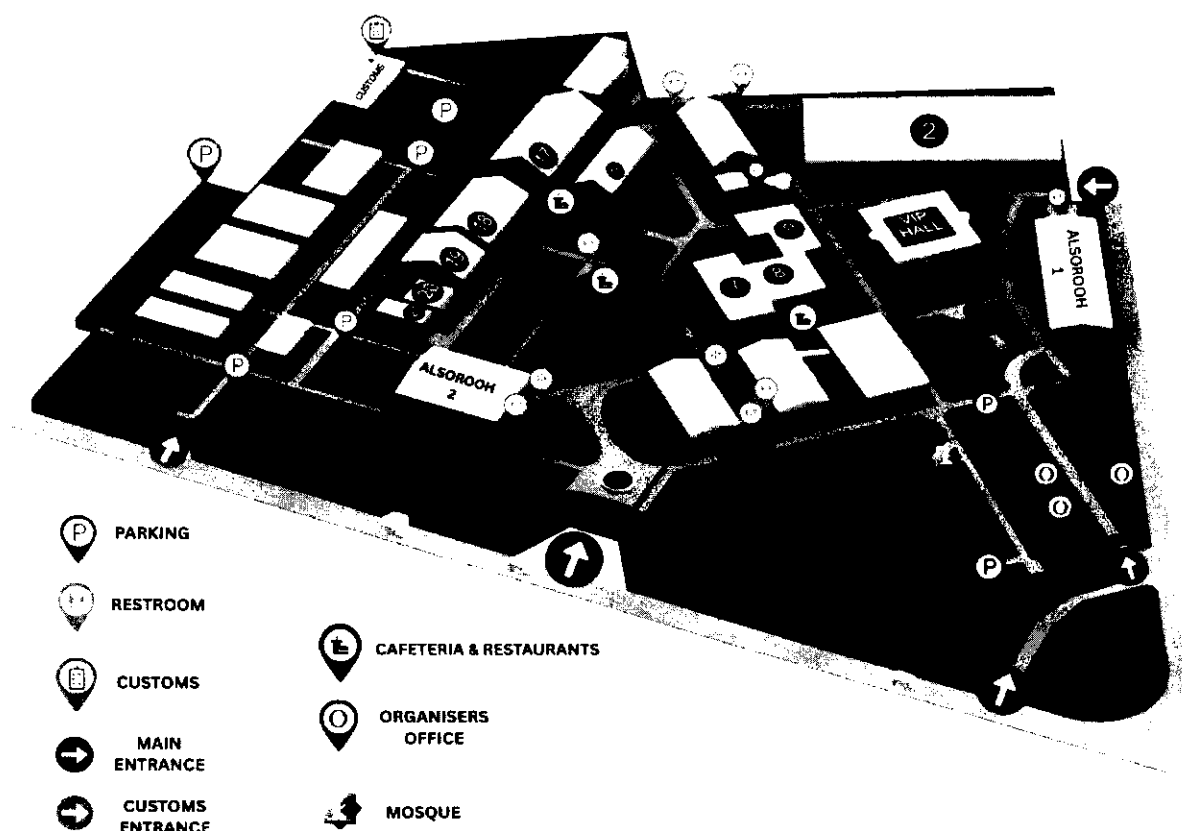 CUSTOMS
P
P
P
2
VIP
HALL
ALSOROOH
1
P
P
ALSOROOH
2
P
O
O
O
P
P PARKING
RESTROOM
CUSTOMS
MAIN
ENTRANCE
CUSTOMS
ENTRANCE
CAFETERIA & RESTAURANTS
O ORGANISERS
OFFICE
MOSQUE